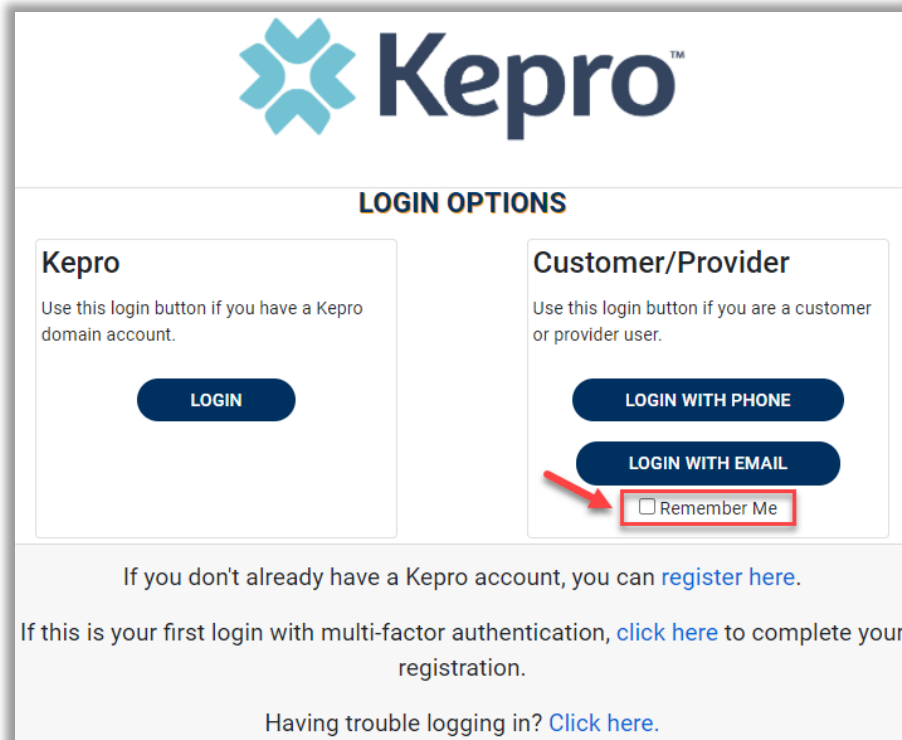 Kepro™
LOGIN OPTIONS
Kepro
Use this login button if you have a Kepro
domain account.
LOGIN
Customer/Provider
Use this login button if you are a customer
or provider user.
LOGIN WITH PHONE
LOGIN WITH EMAIL
Remember Me
If you don't already have a Kepro account, you can register here.
If this is your first login with multi-factor authentication, click here to complete your
registration.
Having trouble logging in? Click here.